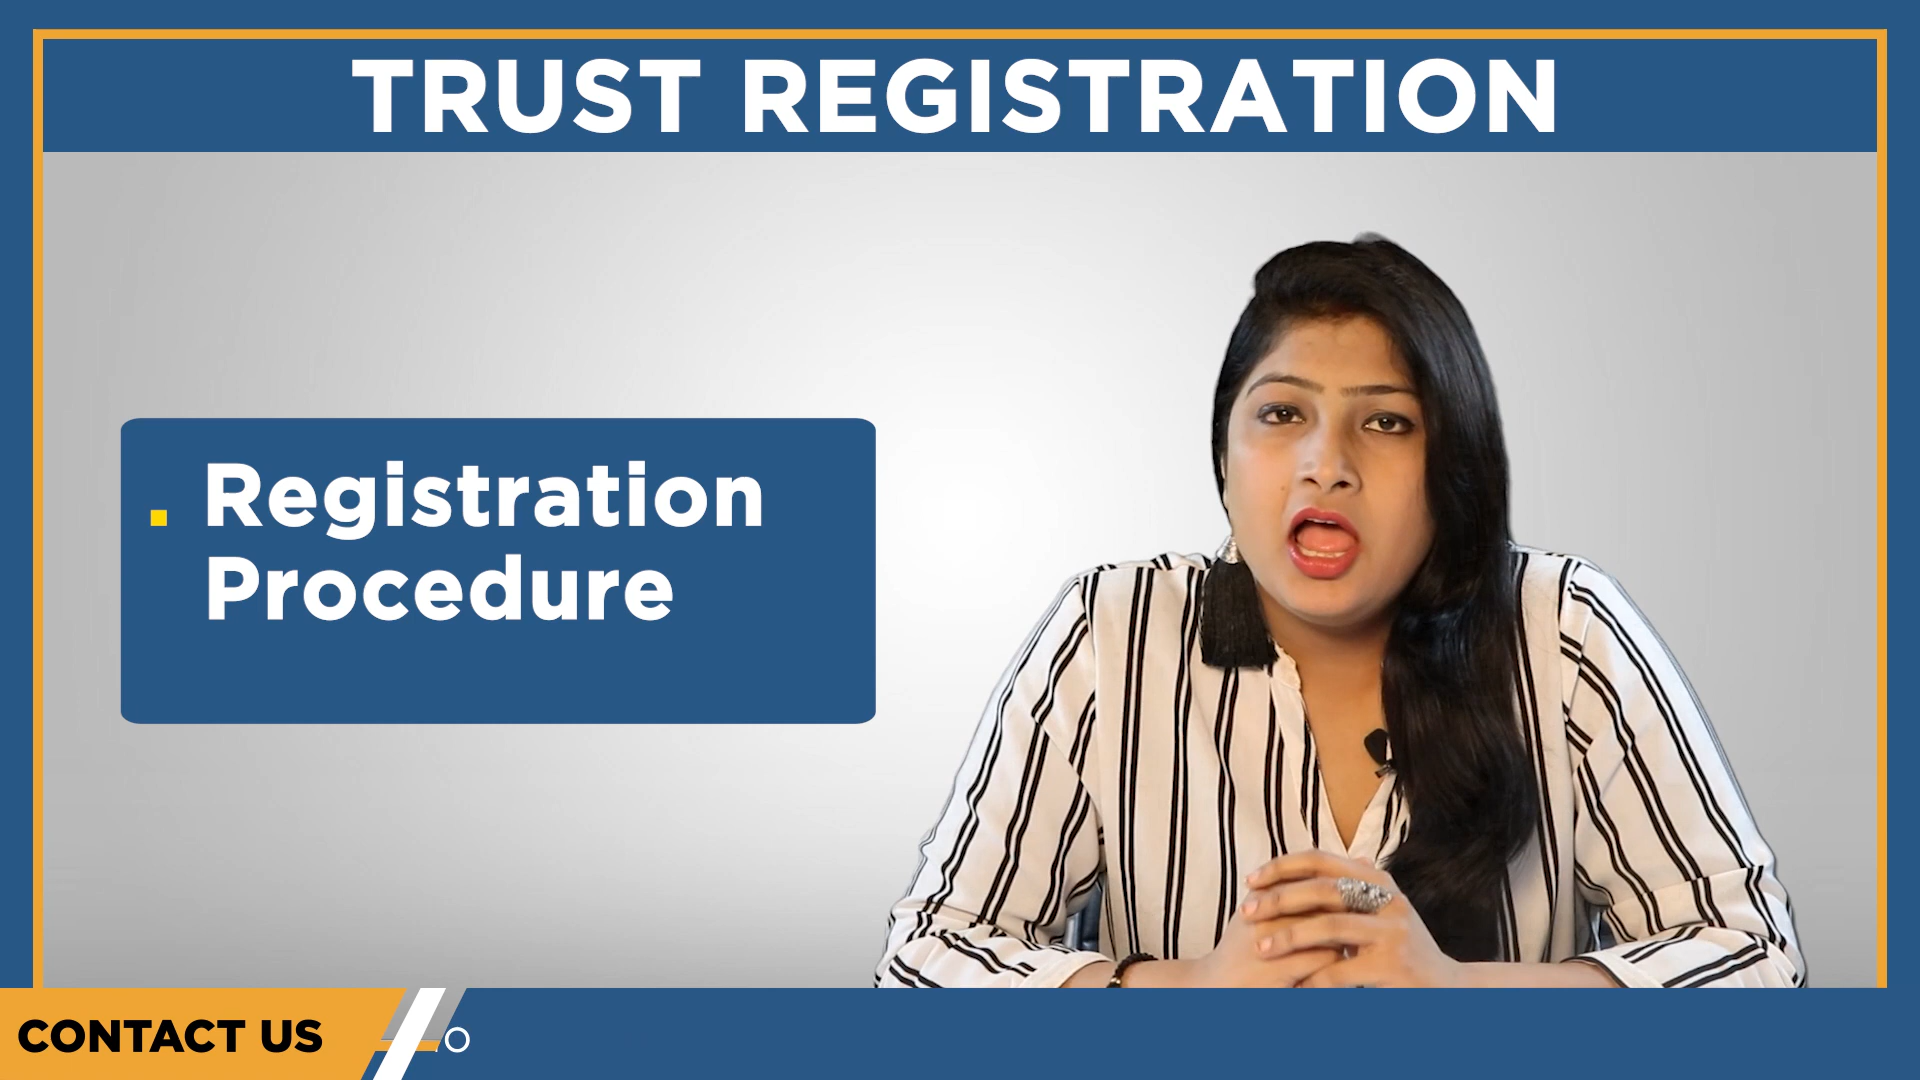 TRUST REGISTRATION
Registration
Procedure
CONTACT US